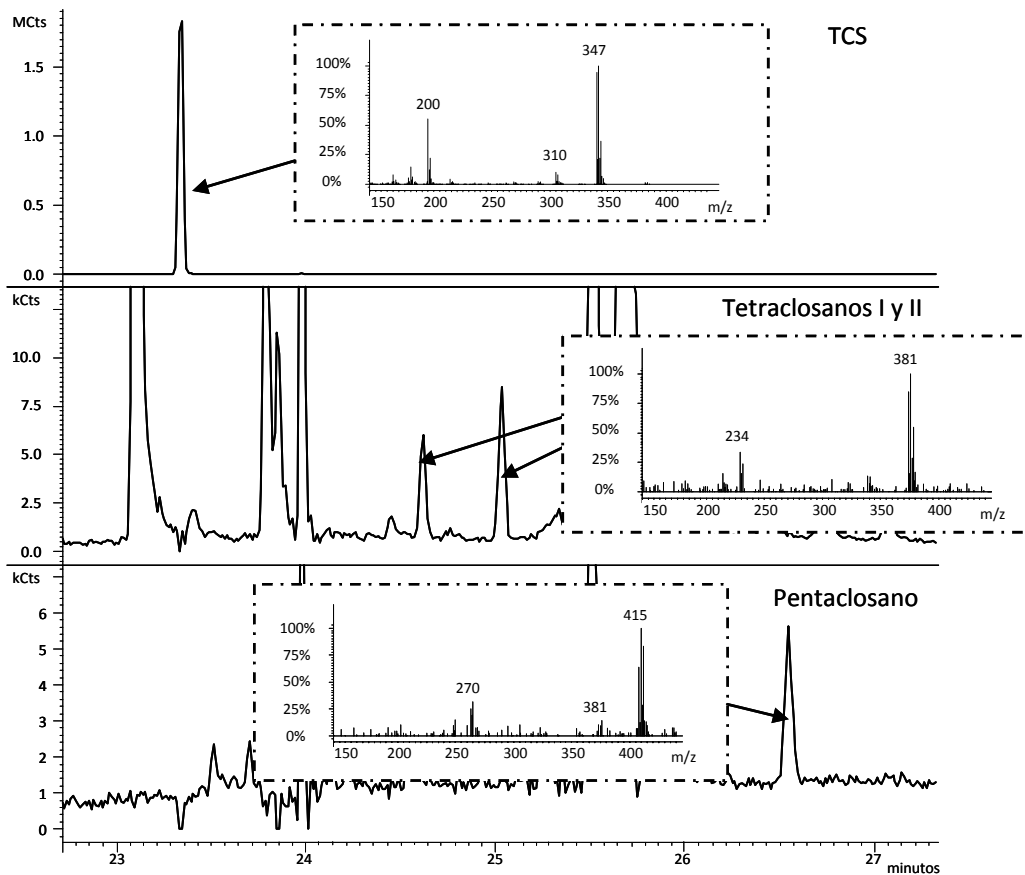 MCts
TCS
1.5
1.0
0.5
0.0
100%
75%
50%
25%
0%
347
200
310
150 200 250 300 350 400
m/z
kCts
Tetraclosanos I y II
10.0
7.5
5.0
2.5
0.0
100%
75%
50%
25%
0%
381
234
150 200 250 300 350 400
m/z
kCts
Pentaclosano
6
5
4
3
2
1
0
100%
75%
50%
25%
0%
415
270
381
150 200 250 300 350 400
m/z
23 24 25 26 27
minutos